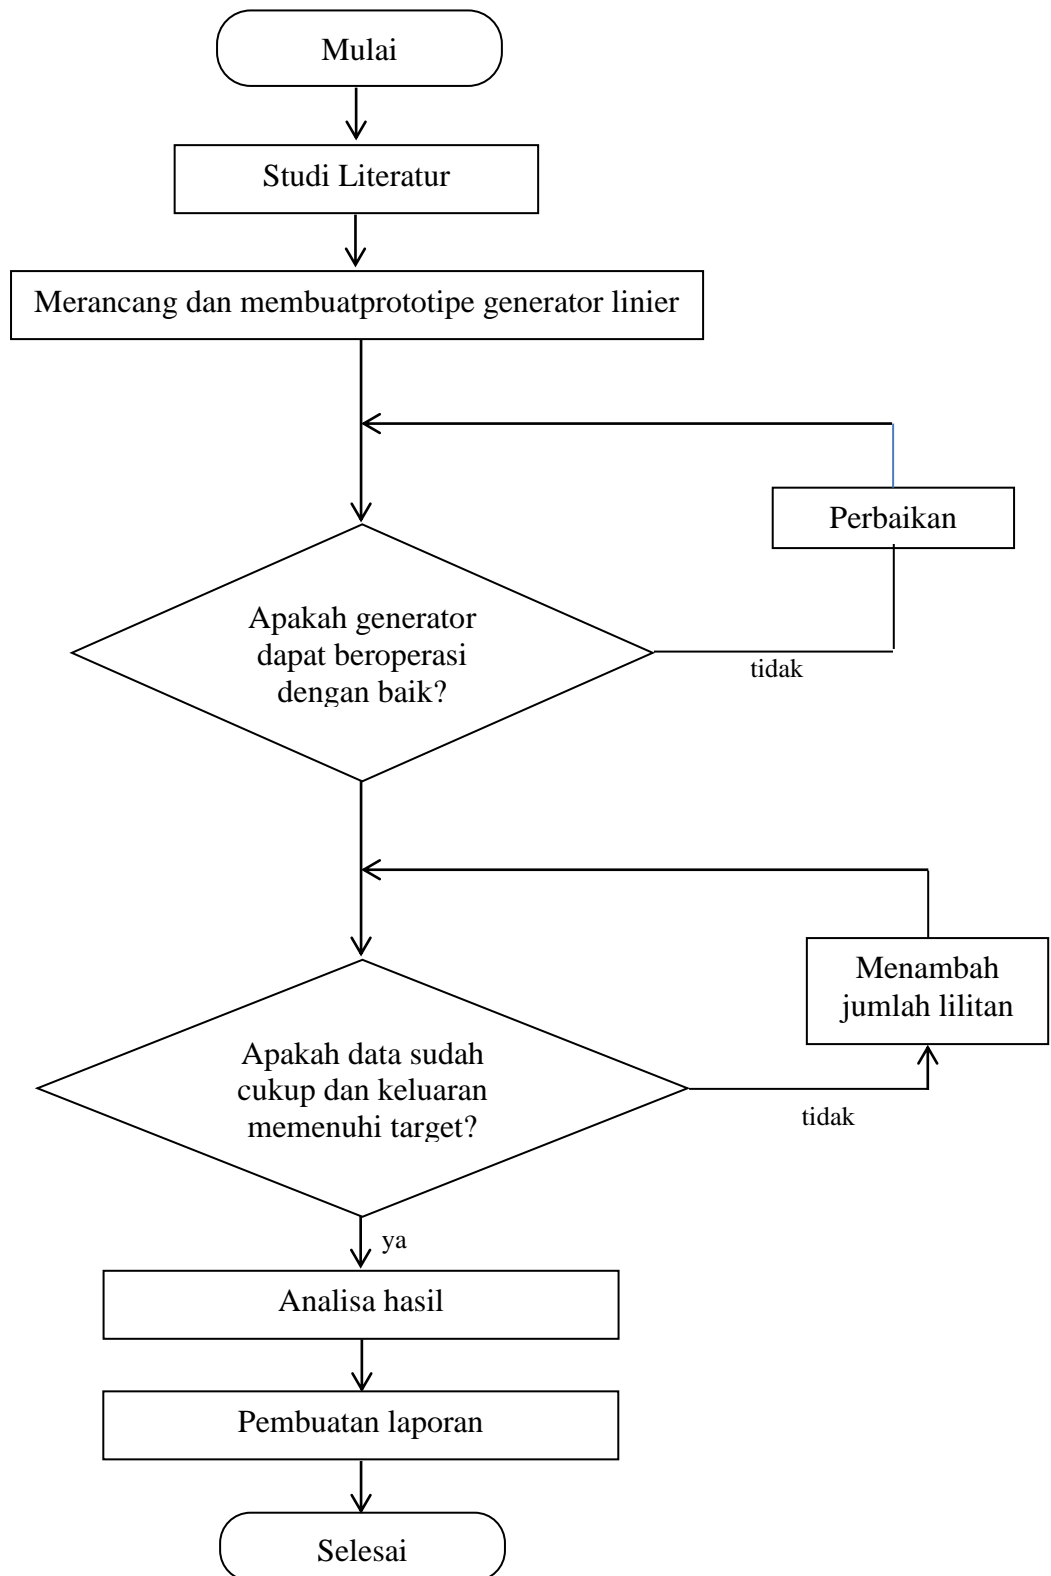 Mulai
Studi Literatur
Merancang dan membuatprototipe generator linier
Perbaikan
Apakah generator
dapat beroperasi
dengan baik?
tidak
Menambah
jumlah lilitan
Apakah data sudah
cukup dan keluaran
memenuhi target?
tidak
ya
Analisa hasil
Pembuatan laporan
Selesai